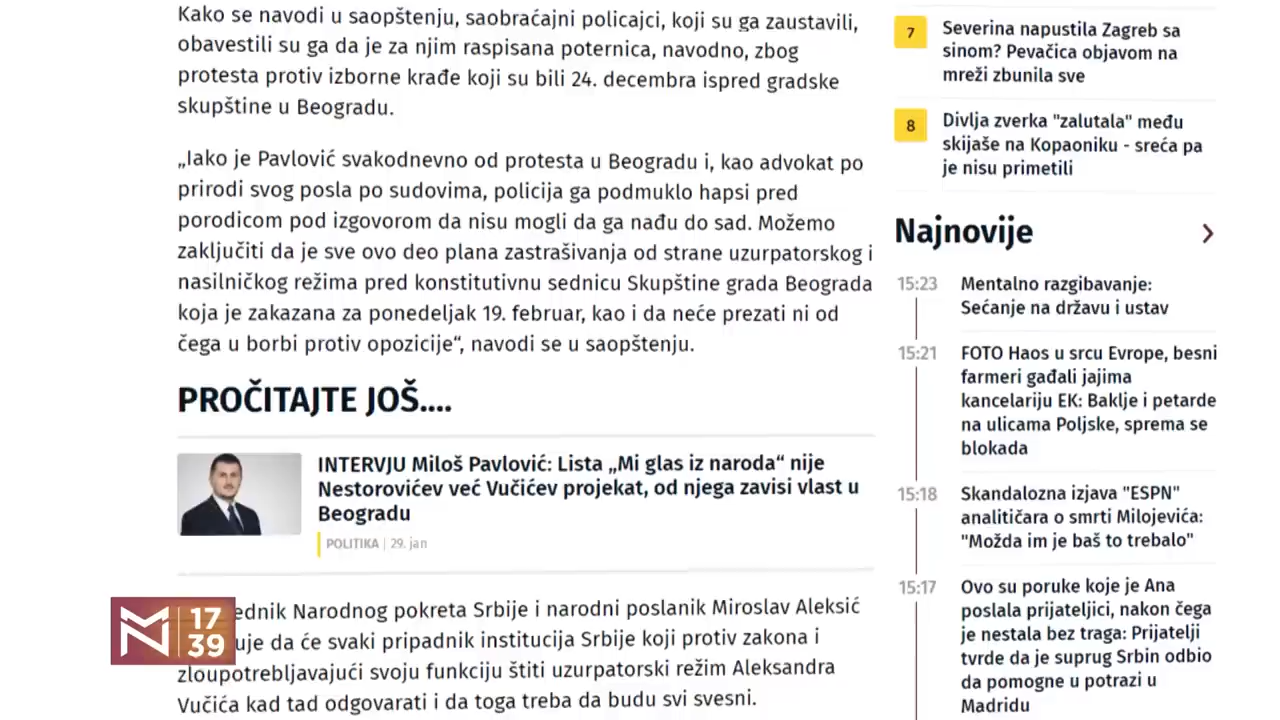 Kako se navodi u saopštenju, saobraćajni policajci, koji su ga zaustavili,
obavestili su ga da je za njim raspisana poternica, navodno, zbog
protesta protiv izborne krađe koji su bili 24. decembra ispred gradske
skupštine u Beogradu.
„Iako je Pavlović svakodnevno od protesta u Beogradu i, kao advokat po
prirodi svog posla po sudovima, policija ga podmuklo hapsi pred
porodicom pod izgovorom da nisu mogli da ga nađu do sad. Možemo
zaključiti da je sve ovo deo plana zastrašivanja od strane uzurpatorskog i
nasilničkog režima pred konstitutivnu sednicu Skupštine grada Beograda
koja je zakazana za ponedeljak 19. februar, kao i da neće prezati ni od
čega u borbi protiv opozicije“, navodi se u saopštenju.
PROČITAJTE JOŠ....
INTERVJU Miloš Pavlović: Lista „Mi glas iz naroda“ nije
Nestorovićev već Vučićev projekat, od njega zavisi vlast u
Beogradu
POLITIKA | 29. jan
ednik Narodnog pokreta Srbije i narodni poslanik Miroslav Aleksić
uje da će svaki pripadnik institucija Srbije koji protiv zakona i
zloupotrebljavajući svoju funkciju štiti uzurpatorski režim Aleksandra
Vučića kad tad odgovarati i da toga treba da budu svi svesni.
17
39
7
Severina napustila Zagreb sa
sinom? Pevačica objavom na
mreži zbunila sve
8
Divlja zverka "zalutala" među
skijaše na Kopaoniku - sreća pa
je nisu primetili
Najnovije
15:23
Mentalno razgibavanje:
Sećanje na državu i ustav
15:21
FOTO Haos u srcu Evrope, besni
farmeri gađali jajima
kancelariju EK: Baklje i petarde
na ulicama Poljske, sprema se
blokada
15:18
Skandalozna izjava "ESPN"
analitičara o smrti Milojevića:
"Možda im je baš to trebalo"
15:17
Ovo su poruke koje je Ana
poslala prijateljici, nakon čega
je nestala bez traga: Prijatelji
tvrde da je suprug Srbin odbio
da pomogne u potrazi u
Madridu